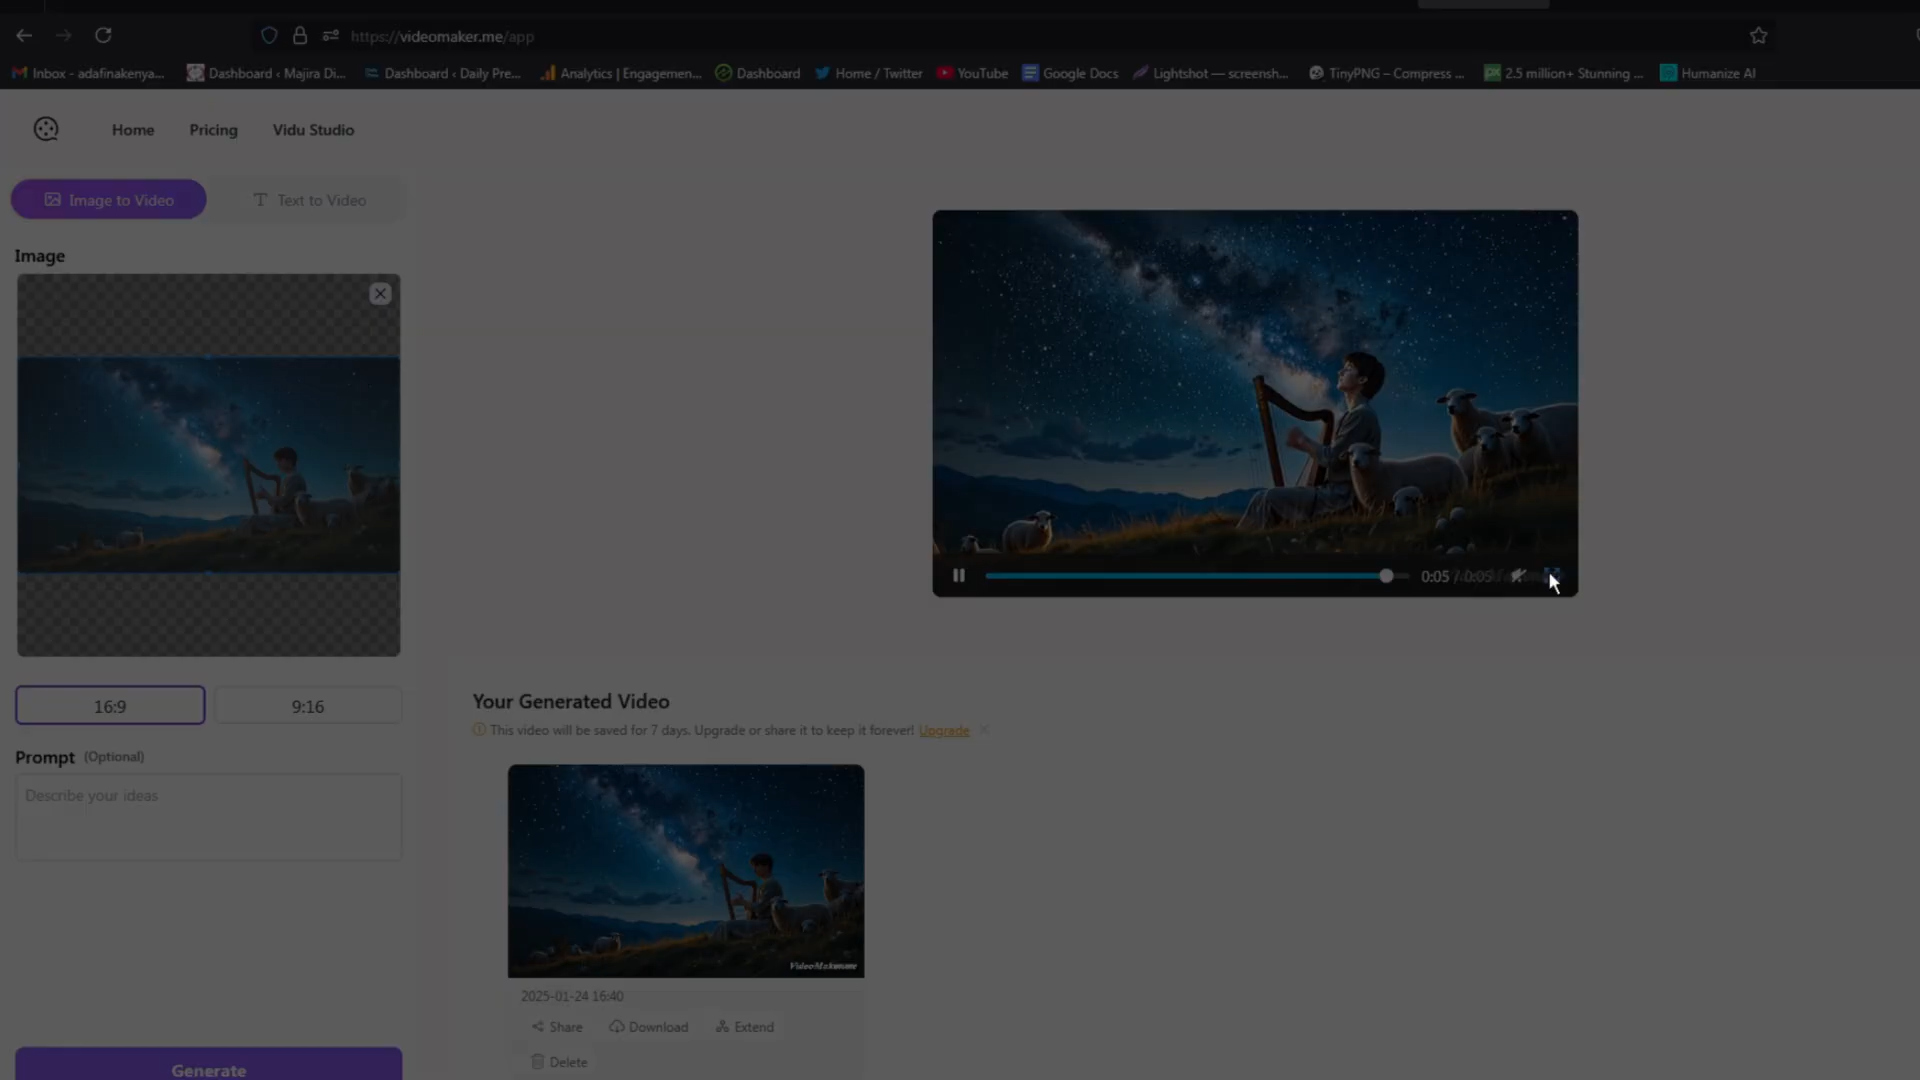 https://videomaker.me/app
Inbox - adafinakenya...
Dashboard ‹ Majira Di...
Dashboard ‹ Daily Pre...
Analytics | Engagemen...
Dashboard
Home / Twitter
YouTube
Google Docs
Lightshot — screensh...
TinyPNG – Compress ...
px 2.5 million+ Stunning ...
Humanize AI
Home
Pricing
Vidu Studio
Image to Video
T Text to Video
Image
0:05 / 0:05
16:9
9:16
Your Generated Video
This video will be saved for 7 days. Upgrade or share it to keep it forever! Upgrade
Prompt (Optional)
Describe your ideas
2025-01-24 16:40
Share
Download
Extend
Delete
Generate